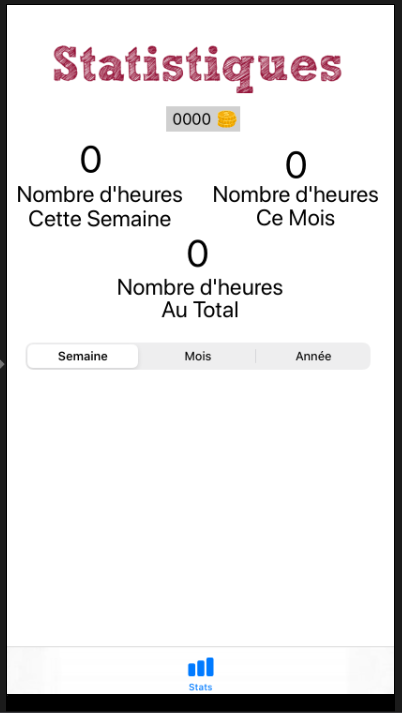 Statistiques
0000
0
Nombre d'heures
Cette Semaine
0
Nombre d'heures
Ce Mois
0
Nombre d'heures
Au Total
Semaine Mois Année
Stats